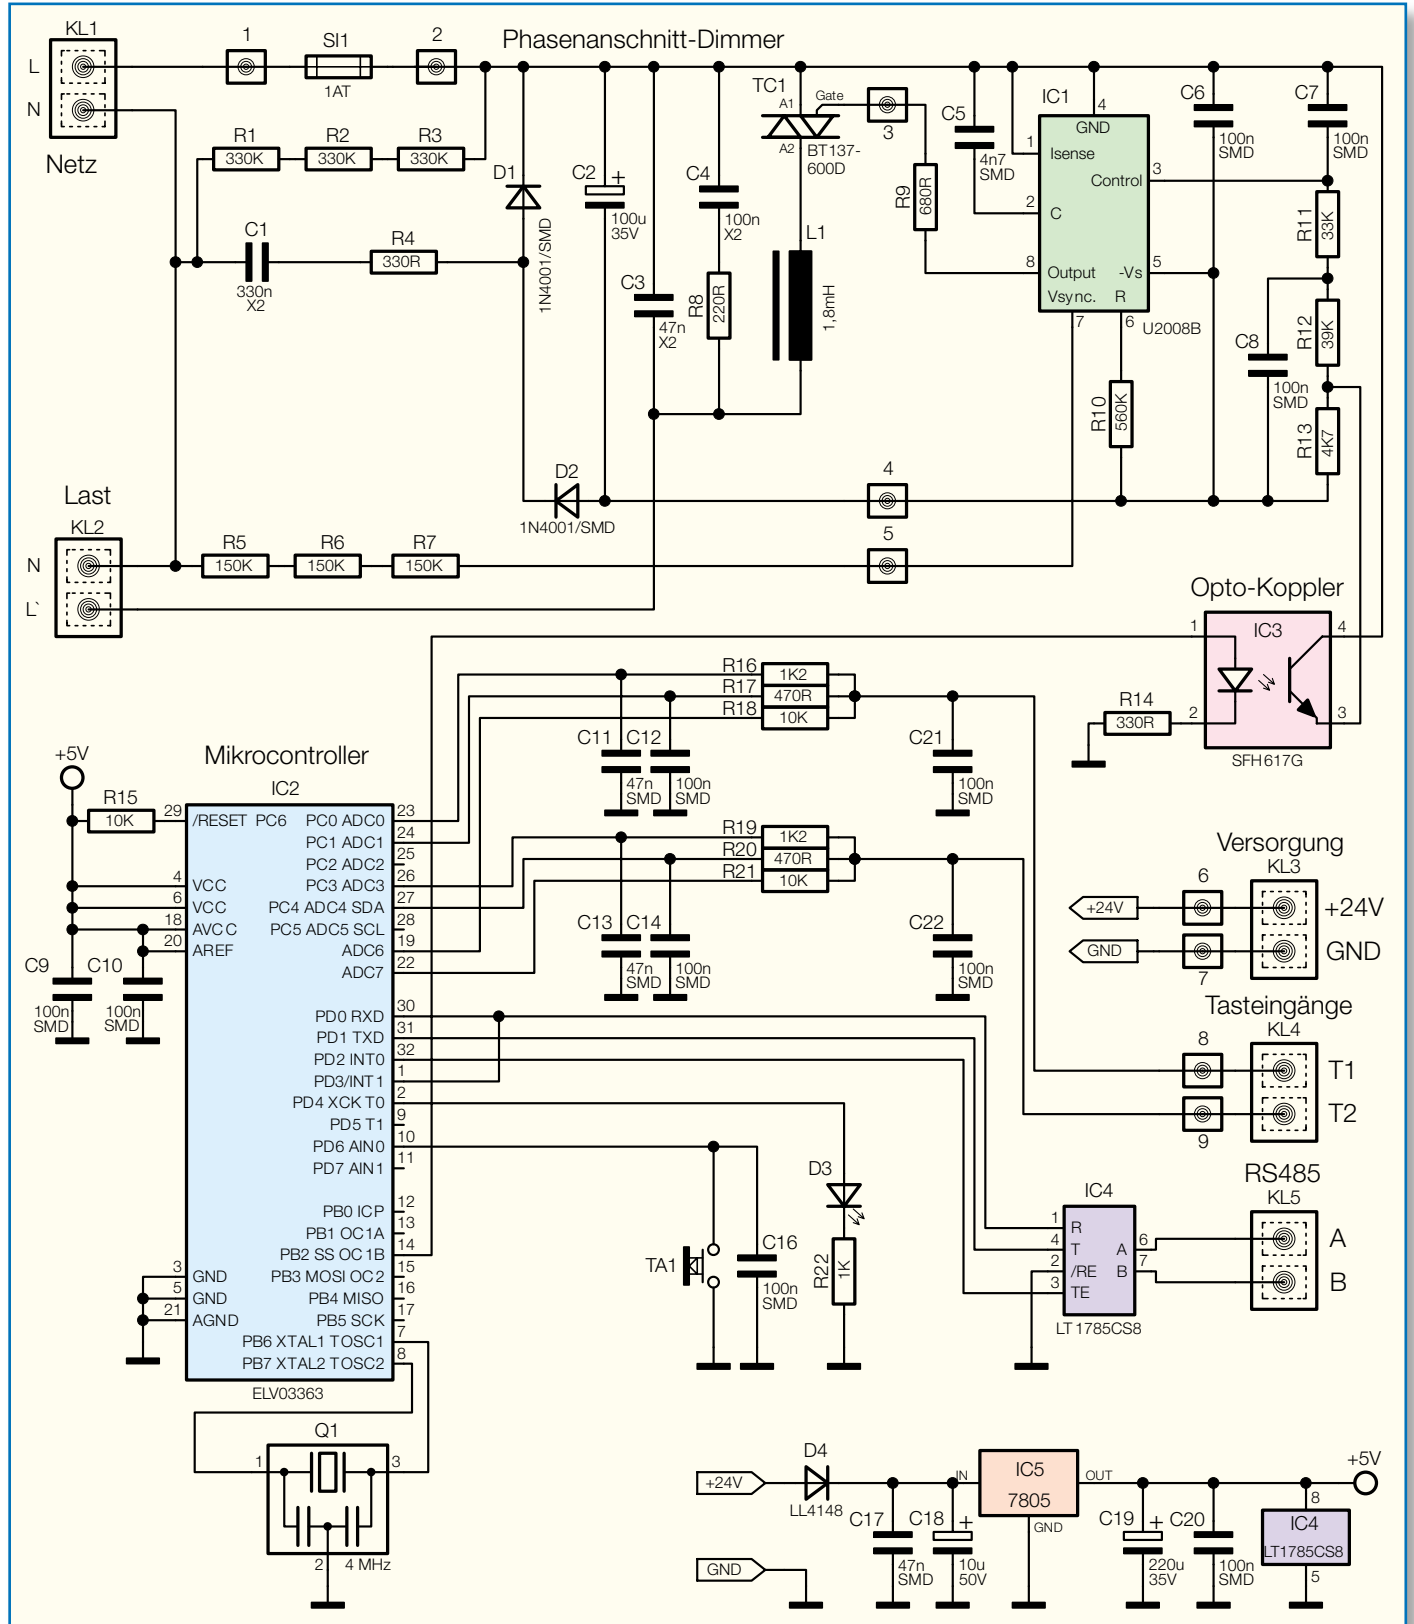 Phasenanschnitt-Dimmer
KL1
L
N
Netz
1
SI1
1AT
2
R1
330K
R2
330K
R3
330K
C1
330n
X2
R4
330R
D1
1N4001/SMD
C2
+
100u
35V
C3
47n
X2
C4
100n
X2
R8
220R
TC1
A1
Gate
A2
BT137-
600D
L1
1,8mH
3
R9
680R
C5
4n7
SMD
IC1
4
GND
1
Isense
Control
3
2
C
8
Output
-Vs
5
Vsync.
R
7
6
U2008B
C6
100n
SMD
C7
100n
SMD
R11
33K
R12
39K
C8
100n
SMD
R13
4K7
R10
560K
D2
1N4001/SMD
4
5
Last
KL2
N
L`
R5
150K
R6
150K
R7
150K
Opto-Koppler
1
IC3
4
2
3
SFH617G
R14
330R
R16
1K2
R17
470R
R18
10K
C11
47n
SMD
C12
100n
SMD
C21
100n
SMD
R19
1K2
R20
470R
R21
10K
C13
47n
SMD
C14
100n
SMD
C22
100n
SMD
+5V
Mikrocontroller
IC2
R15
10K
29
/RESET PC6
PC0 ADC0
23
PC1 ADC1
24
PC2 ADC2
25
4
VCC
PC3 ADC3
26
6
VCC
PC4 ADC4 SDA
27
18
AVCC
PC5 ADC5 SCL
28
20
AREF
ADC6
19
ADC7
22
C9
100n
SMD
C10
100n
SMD
PD0 RXD
30
PD1 TXD
31
PD2 INT0
32
PD3/INT1
1
PD4 XCK T0
2
PD5 T1
9
PD6 AIN0
10
PD7 AIN1
11
PB0 ICP
12
PB1 OC1A
13
PB2 SS OC1B
14
3
GND
PB3 MOSI OC2
15
5
GND
PB4 MISO
16
21
AGND
PB5 SCK
17
PB6 XTAL1 TOSC1
7
PB7 XTAL2 TOSC2
8
ELV03363
Q1
1
3
2
4 MHz
TA1
C16
100n
SMD
D3
R22
1K
IC4
1
R
4
T
A
6
2
/RE
B
7
3
TE
LT1785CS8
Versorgung
KL3
+24V
6
+24V
GND
7
GND
Tasteingänge
KL4
8
T1
9
T2
RS485
KL5
A
B
+24V
D4
LL4148
C17
47n
SMD
C18
+
10u
50V
IN
IC5
7805
OUT
GND
C19
+
220u
35V
C20
100n
SMD
+5V
8
IC4
LT1785CS8
5
GND